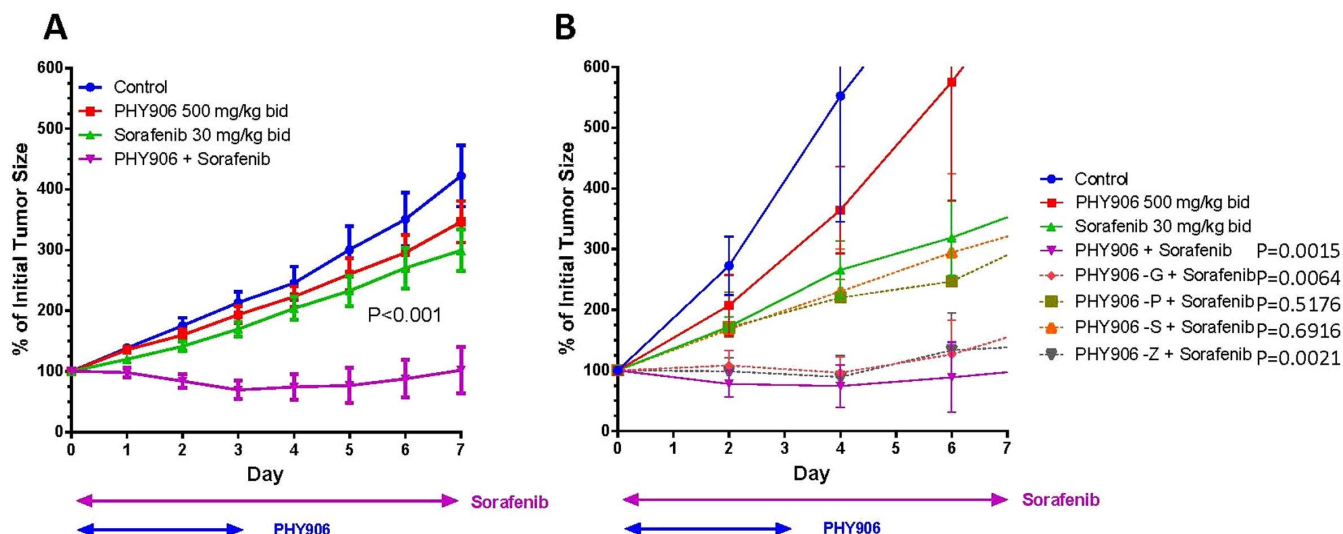 A
% of Initial Tumor Size
600
500
400
300
200
100
0
Control
PHY906 500 mg/kg bid
Sorafenib 30 mg/kg bid
PHY906 + Sorafenib
P<0.001
0 1 2 3 4 5 6 7
Day
Sorafenib
PHY906
B
% of Initial Tumor Size
600
500
400
300
200
100
0
0 1 2 3 4 5 6 7
Day
Sorafenib
PHY906
Control
PHY906 500 mg/kg bid
Sorafenib 30 mg/kg bid
PHY906 + Sorafenib P=0.0015
PHY906 -G + Sorafenib P=0.0064
PHY906 -P + Sorafenib P=0.5176
PHY906 -S + Sorafenib P=0.6916
PHY906 -Z + Sorafenib P=0.0021